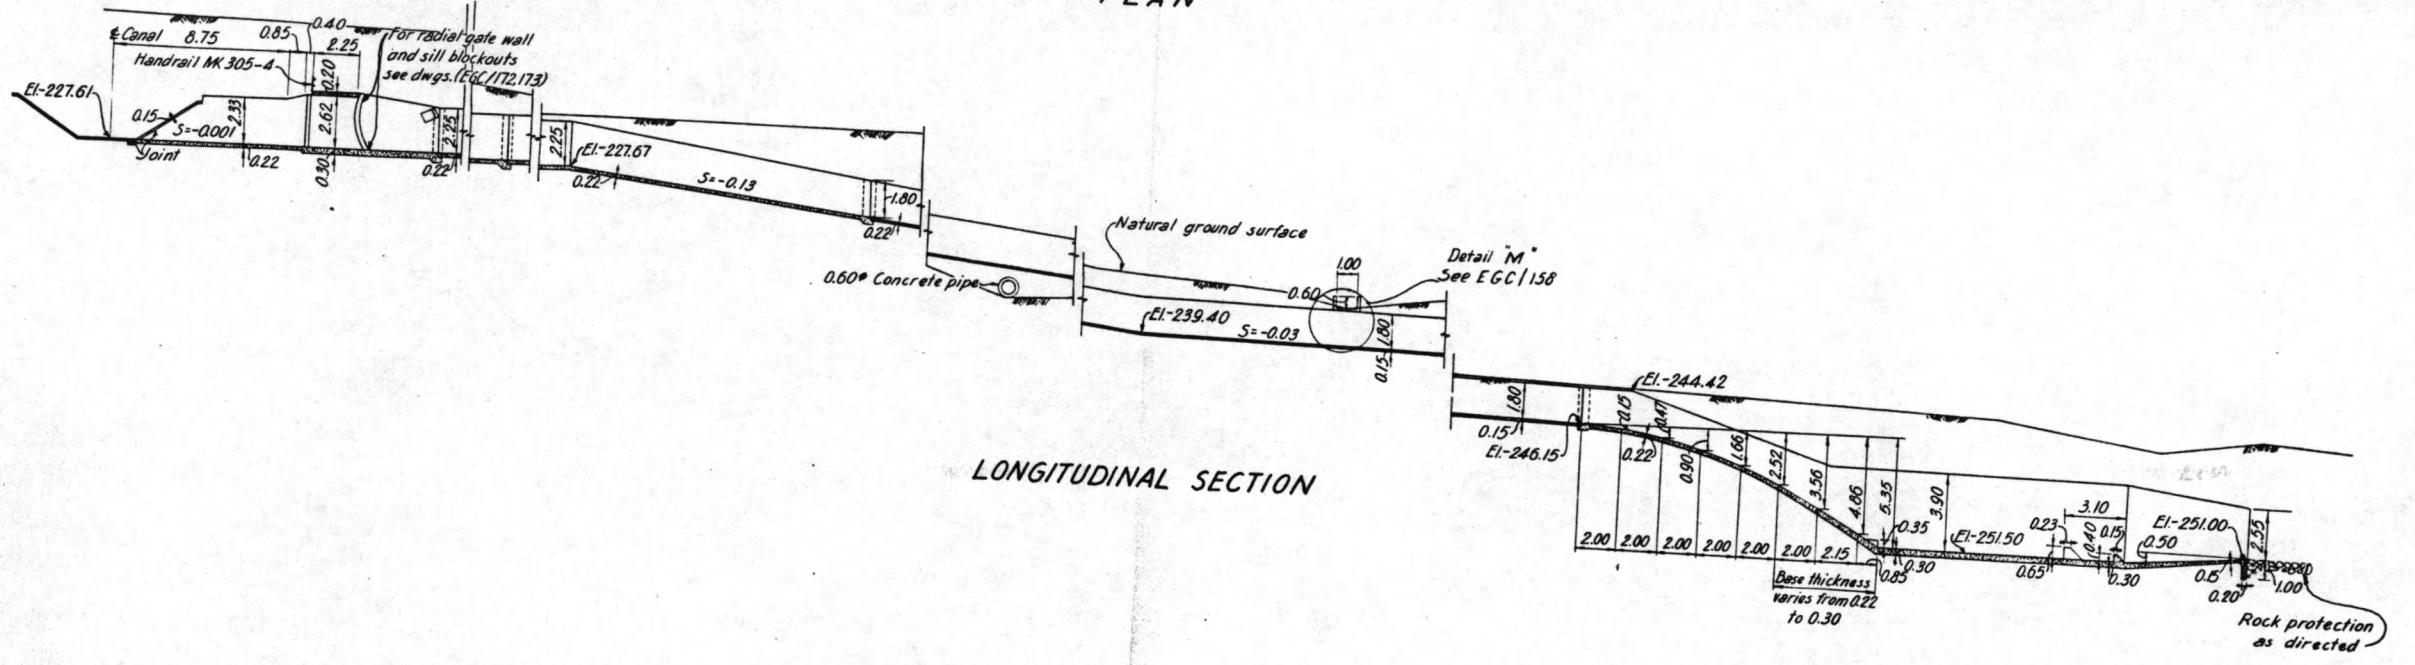 PLAN
℄ Canal 8.75
0.85
0.40
2.25
For radial gate wall
and sill blockouts
see dwgs. (EGC/172,173)
Handrail MK 305-4
0.20
El.-227.61
0.15
S=-0.001
2.33
2.62
2.25
Joint
0.22
0.30
0.22
2.25
El.-227.67
0.22
S=-0.13
1.80
0.22
0.60ᶲ Concrete pipe
Natural ground surface
1.00
Detail "M"
See EGC/158
0.60
El.-239.40
S=-0.03
1.80
0.15
LONGITUDINAL SECTION
El.-244.42
1.80
0.15
El.-246.15
0.15
0.47
0.22
0.90
1.66
2.52
3.56
4.86
5.35
0.35
3.90
2.00 2.00 2.00 2.00 2.00 2.00 2.15
0.85
0.30
Base thickness
varies from 0.22
to 0.30
El.-251.50
3.10
0.23
0.40
0.15
0.50
0.65
0.30
El.-251.00
2.55
0.15
0.20
1.00
Rock protection
as directed